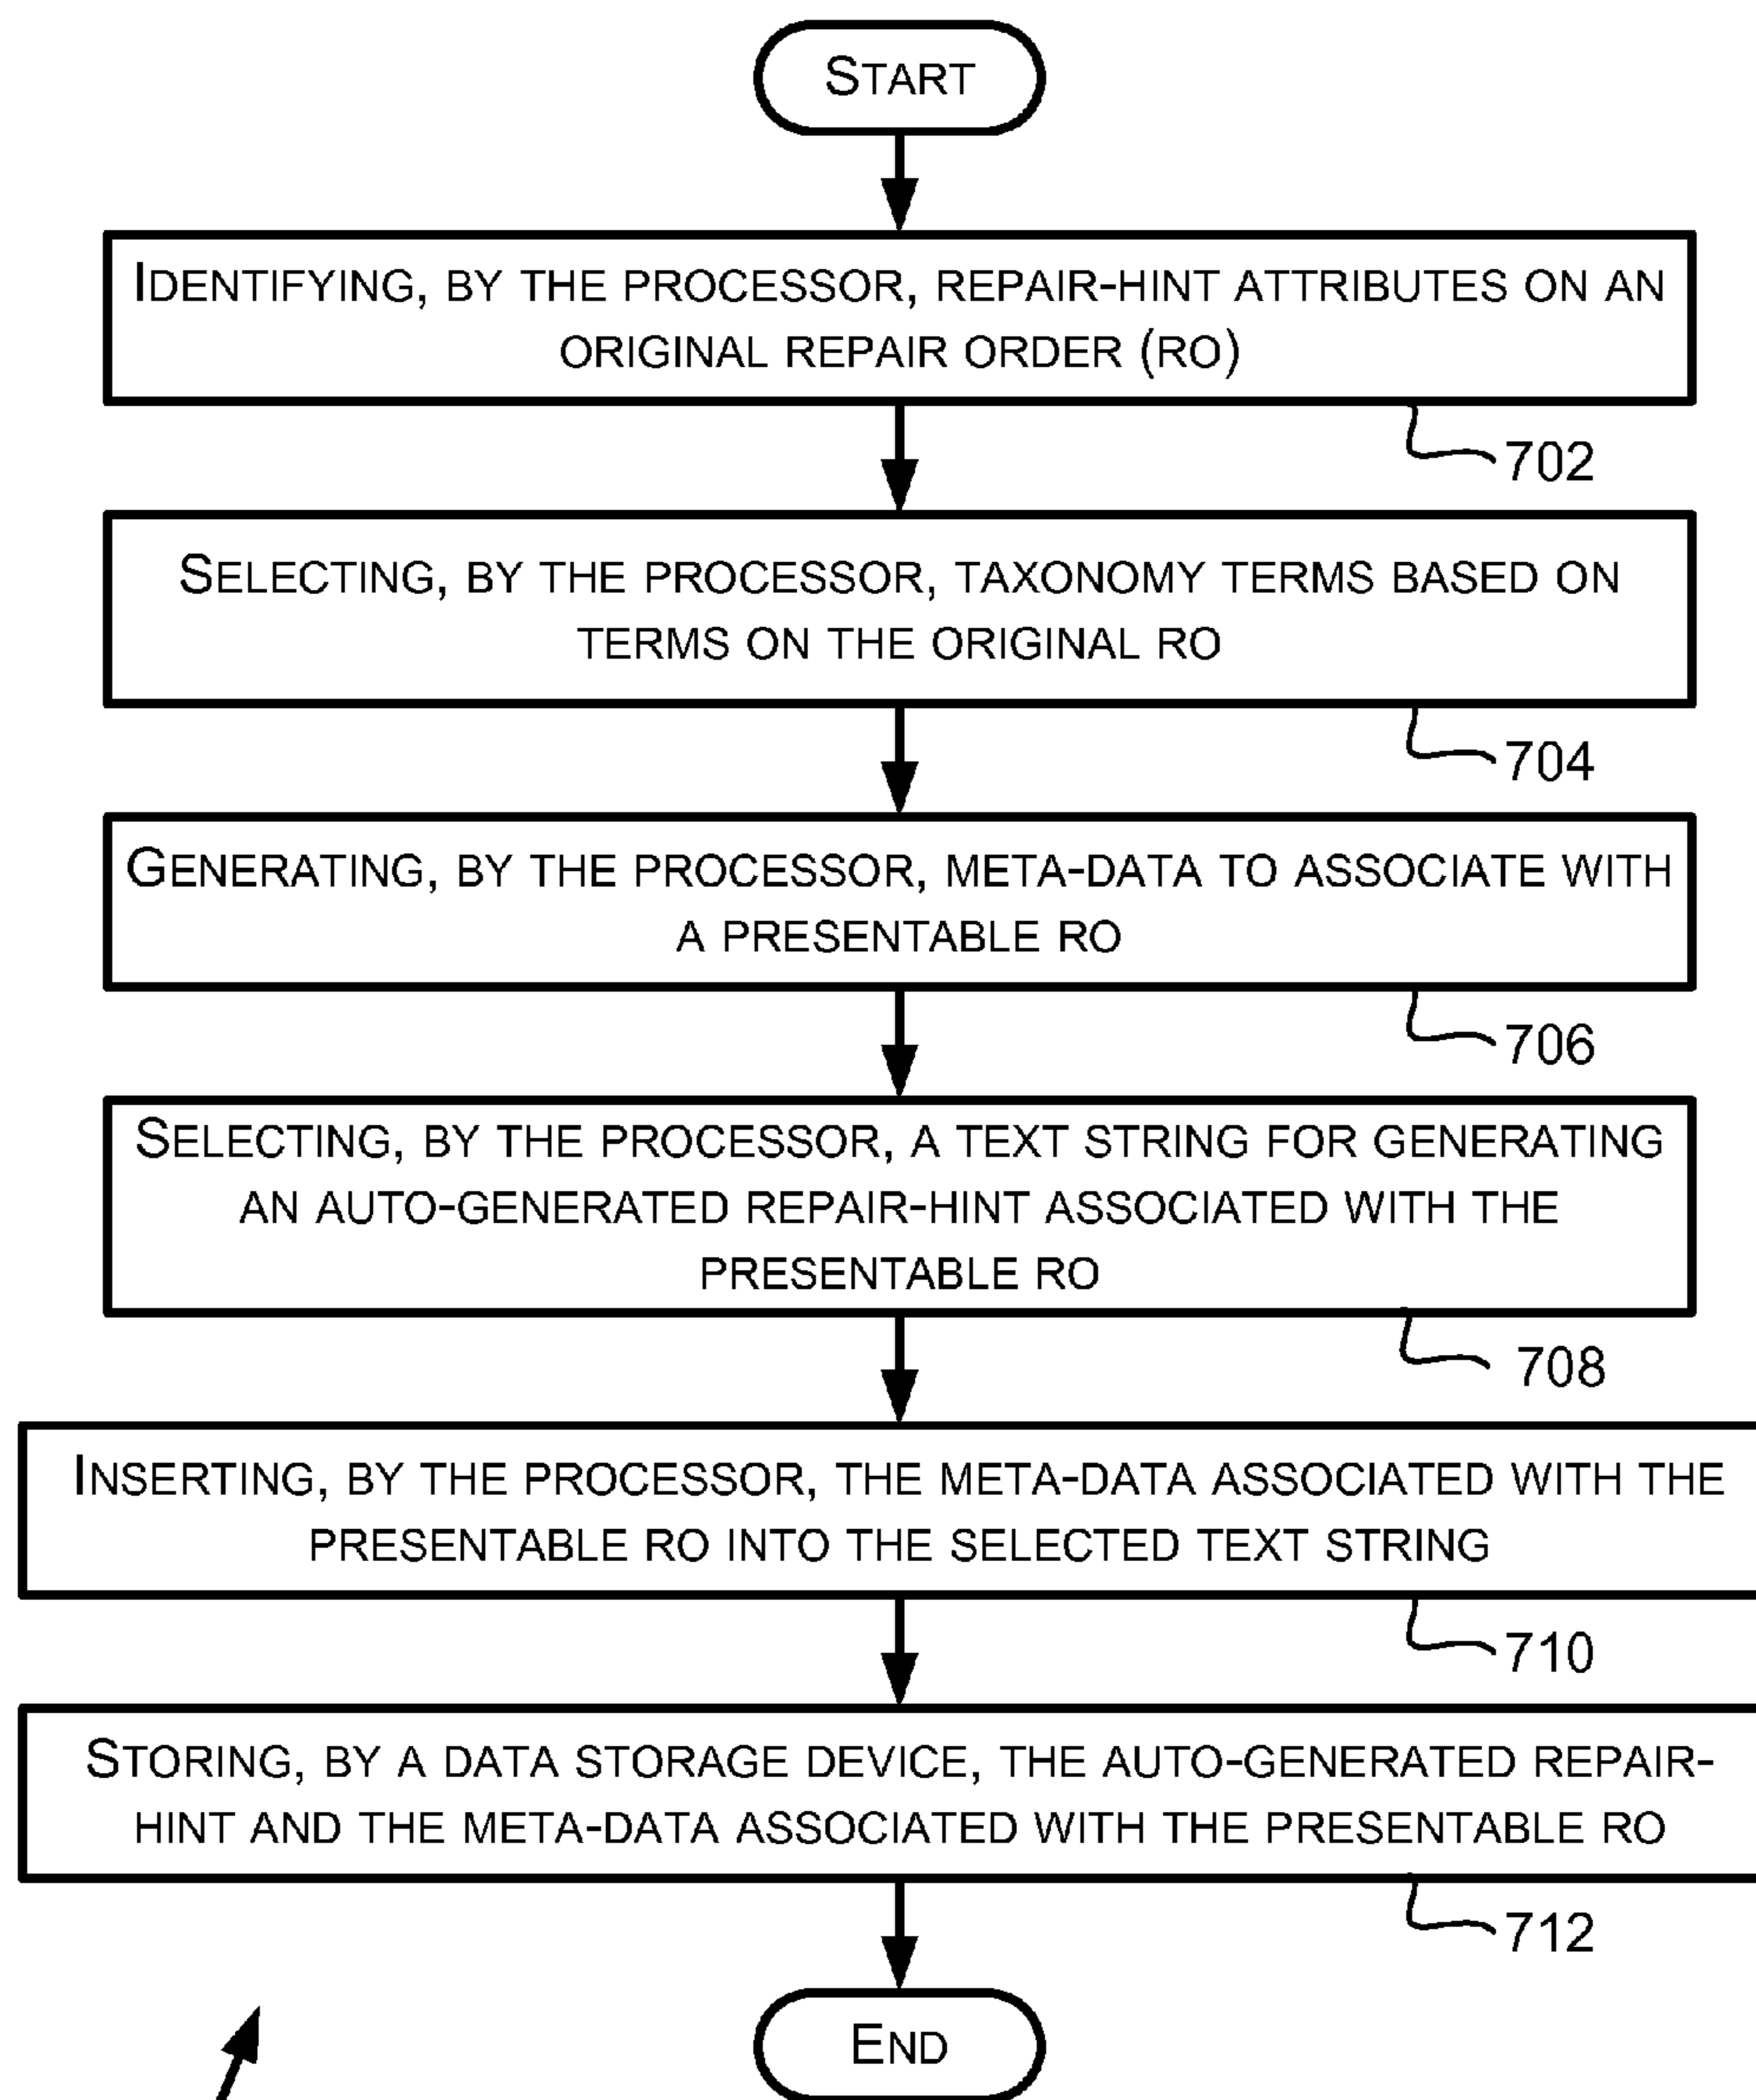 START
IDENTIFYING, BY THE PROCESSOR, REPAIR-HINT ATTRIBUTES ON AN
ORIGINAL REPAIR ORDER (RO)
702
SELECTING, BY THE PROCESSOR, TAXONOMY TERMS BASED ON
TERMS ON THE ORIGINAL RO
704
GENERATING, BY THE PROCESSOR, META-DATA TO ASSOCIATE WITH
A PRESENTABLE RO
706
SELECTING, BY THE PROCESSOR, A TEXT STRING FOR GENERATING
AN AUTO-GENERATED REPAIR-HINT ASSOCIATED WITH THE
PRESENTABLE RO
708
INSERTING, BY THE PROCESSOR, THE META-DATA ASSOCIATED WITH THE
PRESENTABLE RO INTO THE SELECTED TEXT STRING
710
STORING, BY A DATA STORAGE DEVICE, THE AUTO-GENERATED REPAIR-
HINT AND THE META-DATA ASSOCIATED WITH THE PRESENTABLE RO
712
END